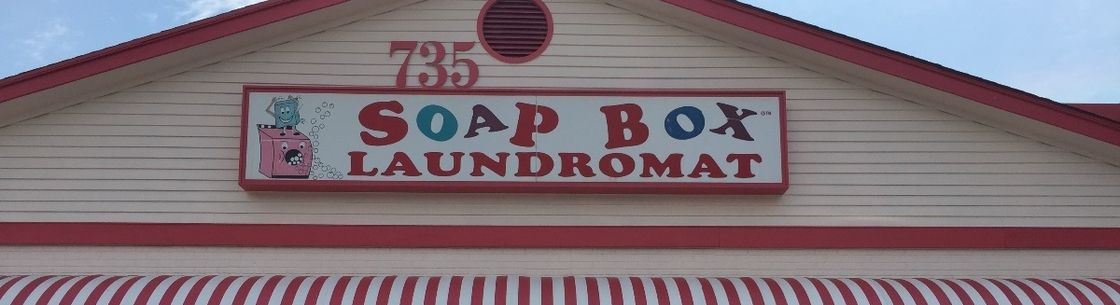 735
SOAP BOX
LAUNDROMAT